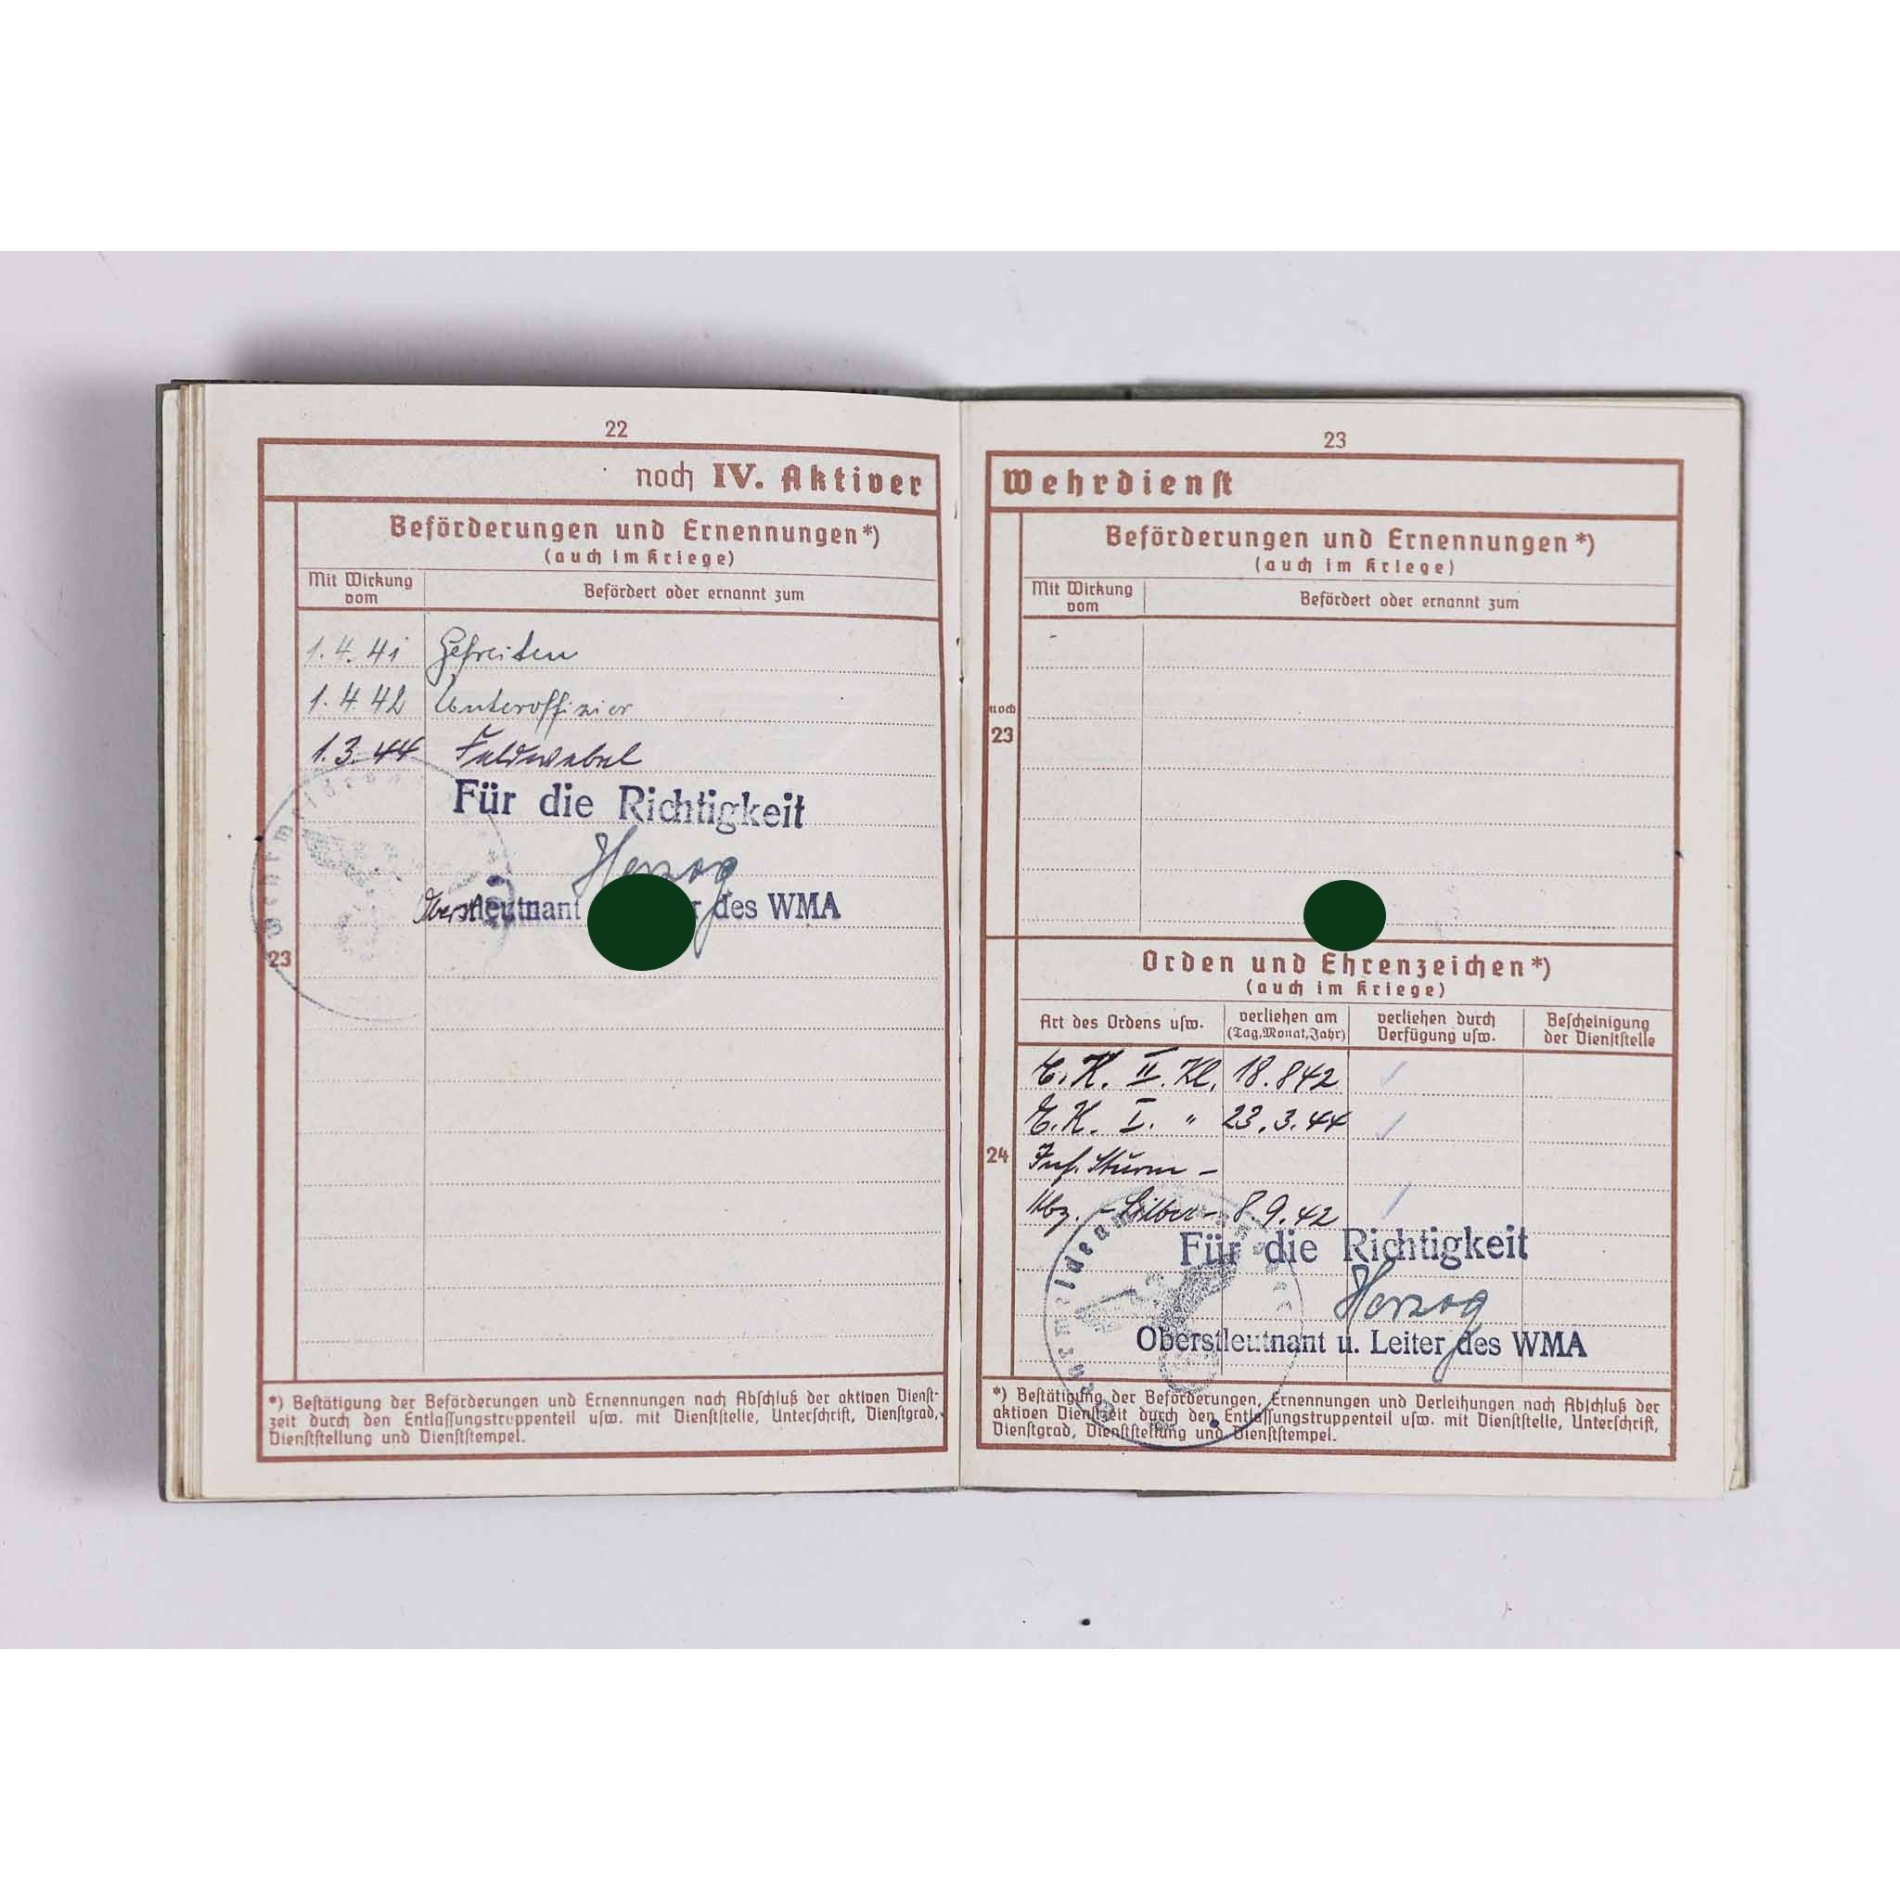 22
noch IV. Aktiver
Beförderungen und Ernennungen*)
(auch im Kriege)
Mit Wirkung vom
Befördert oder ernannt zum
1.4.41 Gefreiten
1.4.42 Unteroffizier
1.3.44 Feldwebel
Für die Richtigkeit
Herzog
Oberstleutnant des WMA
23
*) Bestätigung der Beförderungen und Ernennungen nach Abschluß der aktiven Dienst-
zeit durch den Entlassungstruppenteil usw. mit Dienststelle, Unterschrift, Dienstgrad,
Dienststellung und Dienststempel.
23
Wehrdienst
Beförderungen und Ernennungen*)
(auch im Kriege)
Mit Wirkung vom
Befördert oder ernannt zum
noch
23
Orden und Ehrenzeichen*)
(auch im Kriege)
Art des Ordens usw.
verliehen am
(Tag, Monat, Jahr)
verliehen durch
Verfügung usw.
Bescheinigung
der Dienststelle
E.K. II. Kl. 18.8 42
E.K. I. " 23.3.44
24
Inf. Sturm -
Abz. - Silber - 8 9.42
Für die Richtigkeit
Herzog
Oberstleutnant u. Leiter des WMA
*) Bestätigung der Beförderungen, Ernennungen und Verleihungen nach Abschluß der
aktiven Dienstzeit durch den Entlassungstruppenteil usw. mit Dienststelle, Unterschrift,
Dienstgrad, Dienststellung und Dienststempel.